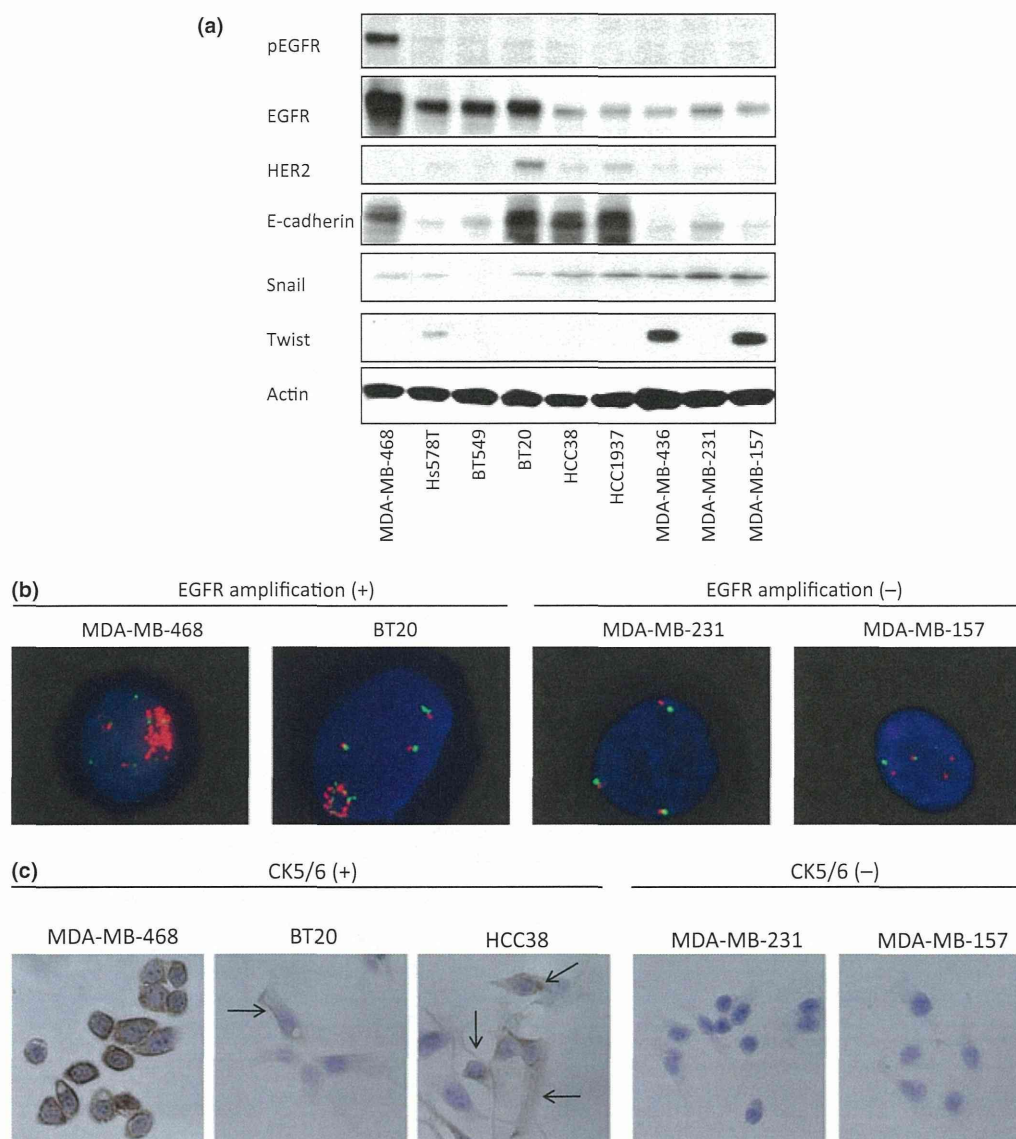 (a)
pEGFR
EGFR
HER2
E-cadherin
Snail
Twist
Actin
MDA-MB-468
Hs578T
BT549
BT20
HCC38
HCC1937
MDA-MB-436
MDA-MB-231
MDA-MB-157
(b)
EGFR amplification (+) EGFR amplification (–)
MDA-MB-468 BT20 MDA-MB-231 MDA-MB-157
(c)
CK5/6 (+) CK5/6 (–)
MDA-MB-468 BT20 HCC38 MDA-MB-231 MDA-MB-157